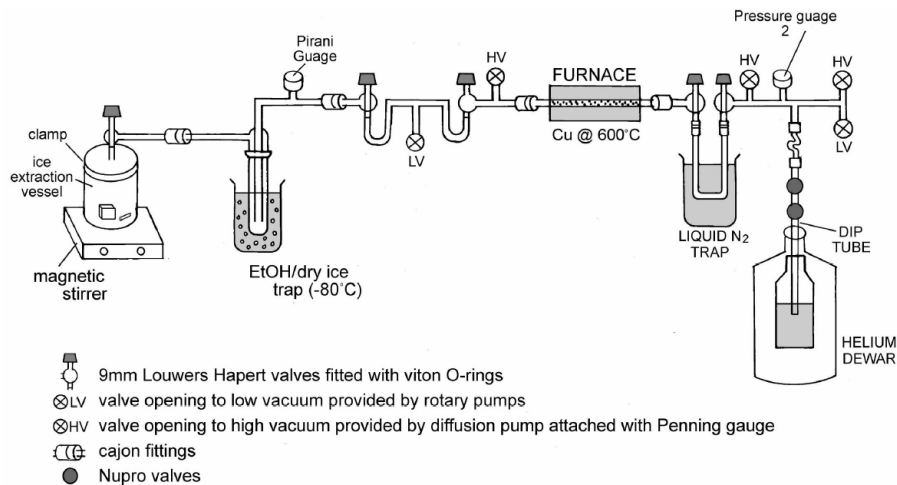 Pressure guage
2
Pirani
Guage
HV
HV
HV
FURNACE
clamp
ice
extraction
vessel
LV
Cu @ 600°C
LV
LIQUID N₂
TRAP
DIP
TUBE
magnetic
stirrer
EtOH/dry ice
trap (-80°C)
HELIUM
DEWAR
9mm Louwers Hapert valves fitted with viton O-rings
LV valve opening to low vacuum provided by rotary pumps
HV valve opening to high vacuum provided by diffusion pump attached with Penning gauge
cajon fittings
Nupro valves